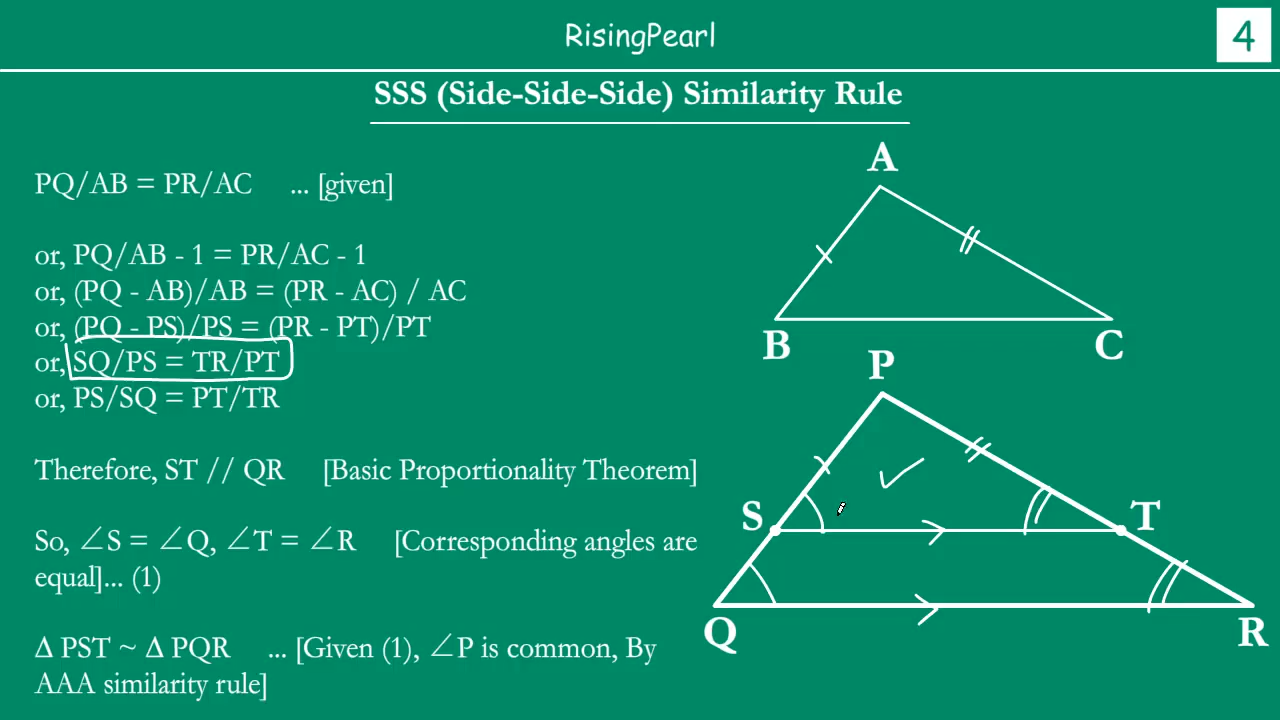 RisingPearl
4
SSS (Side-Side-Side) Similarity Rule
PQ/AB = PR/AC ... [given]
or, PQ/AB - 1 = PR/AC - 1
or, (PQ - AB)/AB = (PR - AC) / AC
or, (PQ - PS)/PS = (PR - PT)/PT
or, SQ/PS = TR/PT
or, PS/SQ = PT/TR
Therefore, ST // QR [Basic Proportionality Theorem]
So, ∠S = ∠Q, ∠T = ∠R [Corresponding angles are
equal]... (1)
Δ PST ~ Δ PQR ... [Given (1), ∠P is common, By
AAA similarity rule]
A
B
C
P
S
T
Q
R